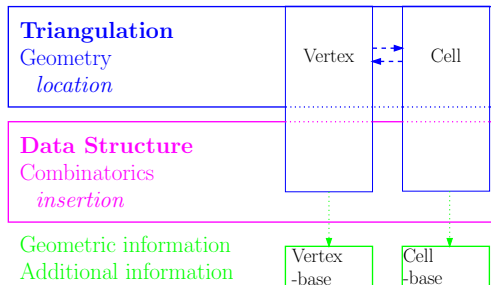 Triangulation
Geometry
location
Vertex
Cell
Data Structure
Combinatorics
insertion
Geometric information
Additional information
Vertex
-base
Cell
-base